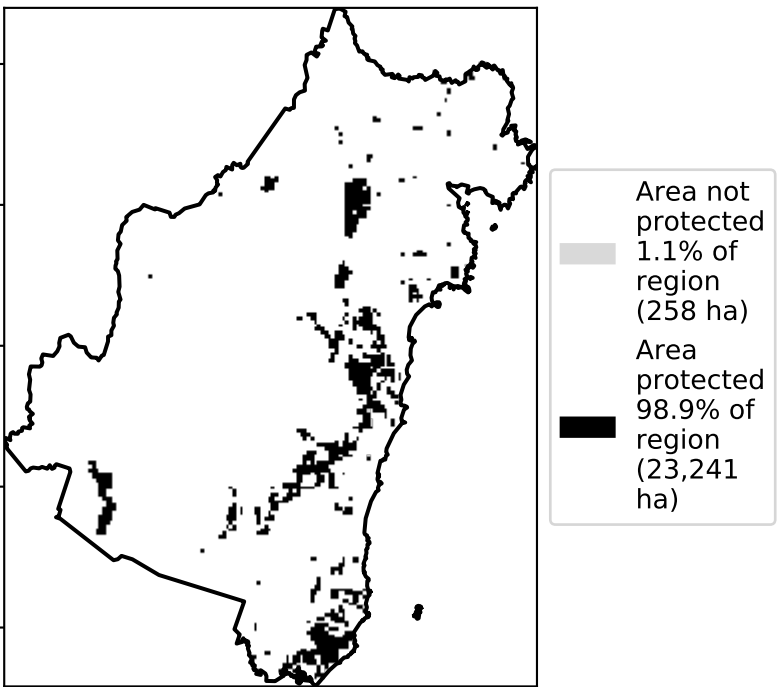 Area not
protected
1.1% of
region
(258 ha)
Area
protected
98.9% of
region
(23,241
ha)